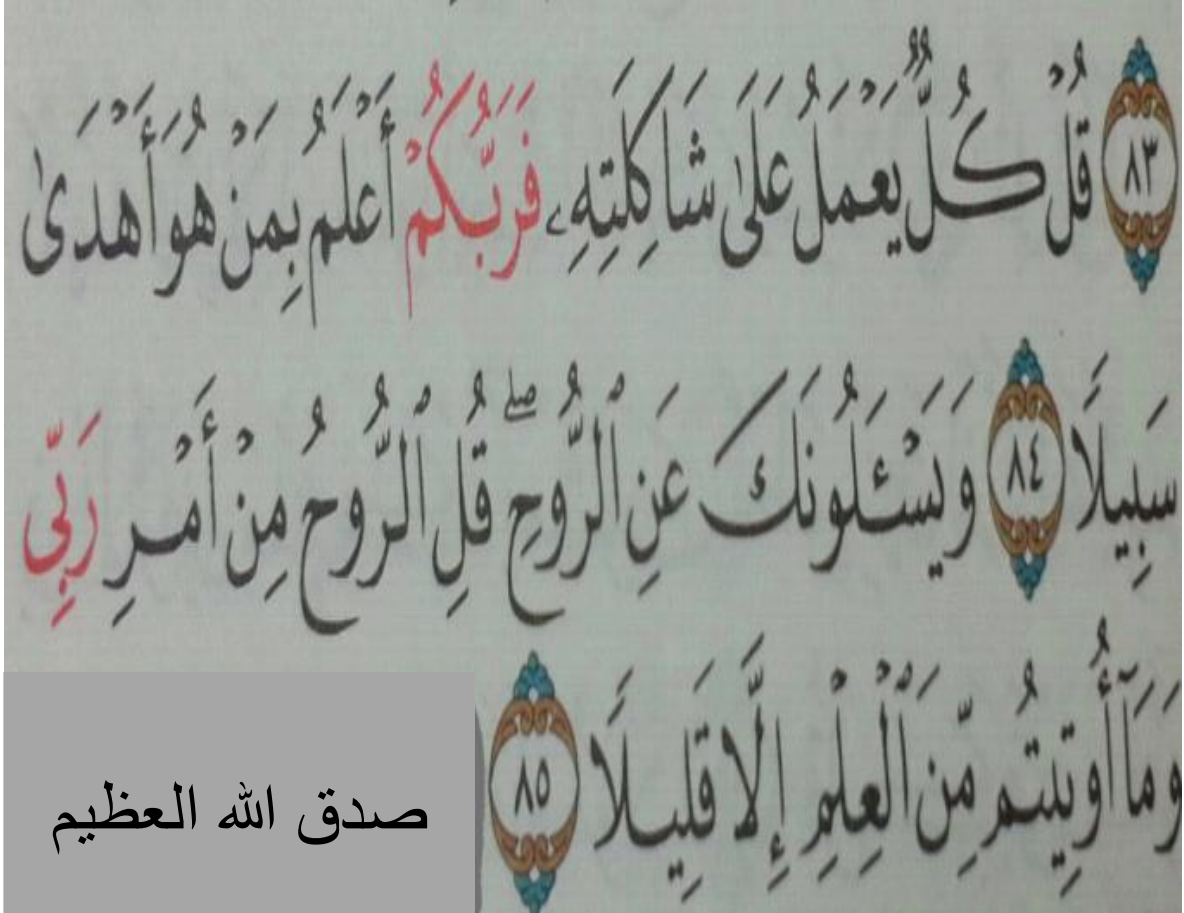 ٨٣ قُلْ كُلٌّ يَعْمَلُ عَلَىٰ شَاكِلَتِهِۦ فَرَبُّكُمْ أَعْلَمُ بِمَنْ هُوَ أَهْدَىٰ
سَبِيلًا ٨٤ وَيَسْـَٔلُونَكَ عَنِ ٱلرُّوحِ ۖ قُلِ ٱلرُّوحُ مِنْ أَمْرِ رَبِّى
وَمَآ أُوتِيتُم مِّنَ ٱلْعِلْمِ إِلَّا قَلِيلًا ٨٥
صدق الله العظيم